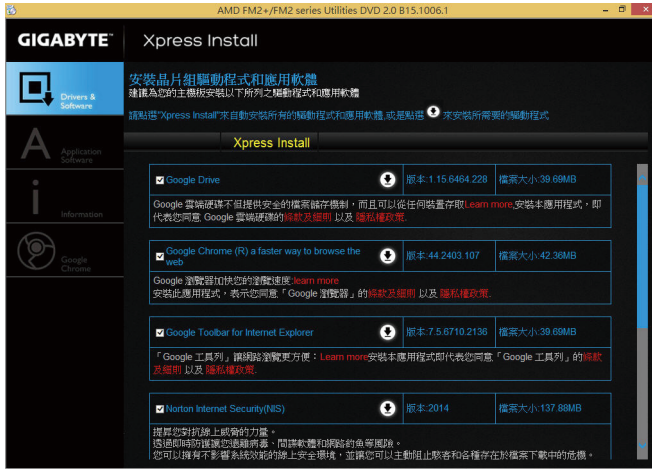 AMD FM2+/FM2 series Utilities DVD 2.0 B15.1006.1
GIGABYTE™
Xpress Install
Drivers &
Software
Application
Software
Information
Google
Chrome
安裝晶片組驅動程式和應用軟體
建議為您的主機板安裝以下所列之驅動程式和應用軟體
請點選"Xpress Install"來自動安裝所有的驅動程式和應用軟體,或是點選 來安裝所需要的驅動程式
Xpress Install
Google Drive 版本:1.15.6464.228 檔案大小:39.69MB
Google 雲端硬碟不但提供安全的檔案儲存機制，而且可以從任何裝置存取Learn more.安裝本應用程式，即
代表您同意 Google 雲端硬碟的條款及細則 以及 隱私權政策.
Google Chrome (R) a faster way to browse the
web 版本:44.2403.107 檔案大小:42.36MB
Google 瀏覽器加快您的瀏覽速度:learn more
安裝此應用程式，表示您同意「Google 瀏覽器」的條款及細則 以及 隱私權政策.
Google Toolbar for Internet Explorer 版本:7.5.6710.2136 檔案大小:39.69MB
「Google 工具列」讓網路瀏覽更方便：Learn more安裝本應用程式即代表您同意「Google 工具列」的條款
及細則 以及 隱私權政策.
Norton Internet Security(NIS) 版本:2014 檔案大小:137.88MB
提昇您對抗線上威脅的力量。
透過即時防護讓您遠離病毒、間諜軟體和網路釣魚等風險。
您可以擁有不影響系統效能的線上安全環境，並讓您可以主動阻止駭客和各種存在於檔案下載中的危機。